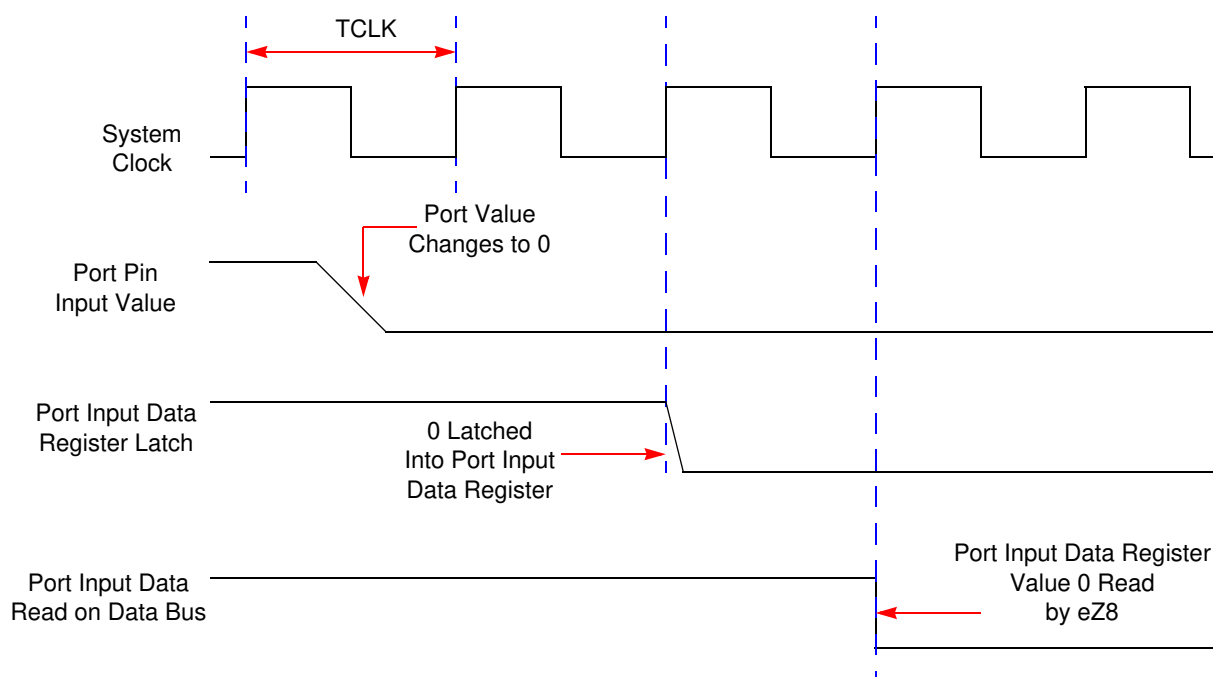 TCLK
System
Clock
Port Value
Changes to 0
Port Pin
Input Value
Port Input Data
Register Latch
0 Latched
Into Port Input
Data Register
Port Input Data
Read on Data Bus
Port Input Data Register
Value 0 Read
by eZ8